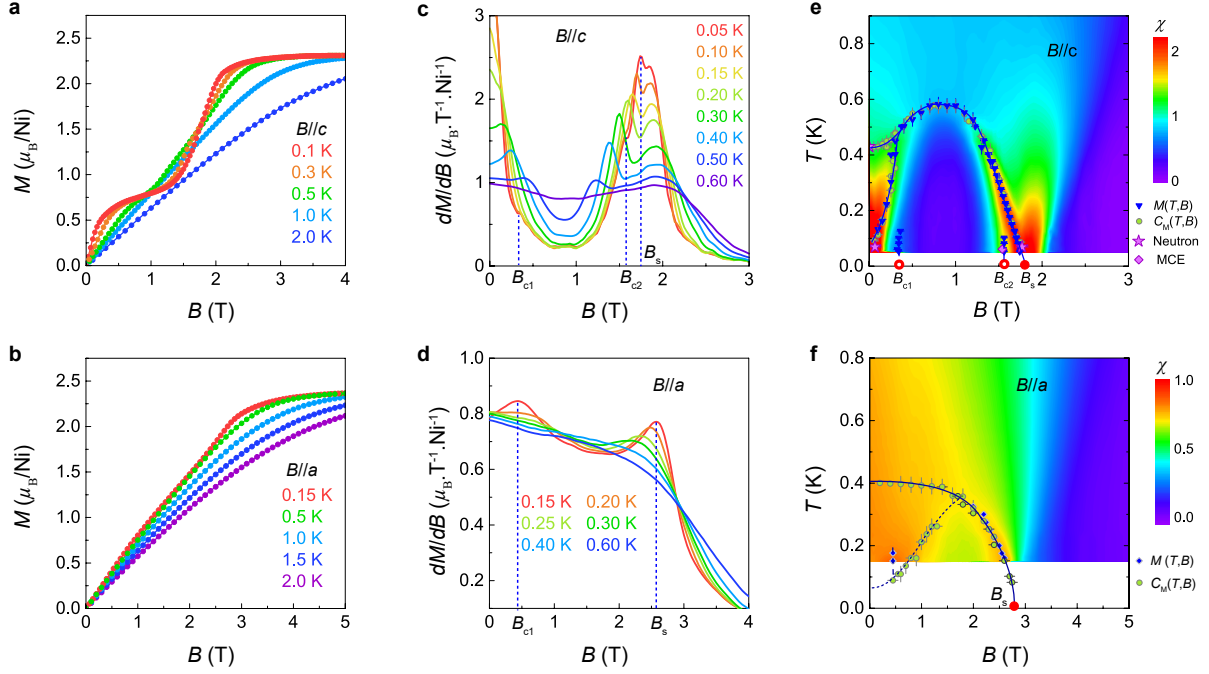 a
2.5
2.0
1.5
1.0
0.5
0.0
M (μB/Ni)
B//c
0.1 K
0.3 K
0.5 K
1.0 K
2.0 K
0 1 2 3 4
B (T)
c
3
2
1
0
dM/dB (μB.T-1.Ni-1)
B//c
0.05 K
0.10 K
0.15 K
0.20 K
0.30 K
0.40 K
0.50 K
0.60 K
Bs
0 Bc1 1 Bc2 2 3
B (T)
e
0.8
0.6
0.4
0.2
0.0
T (K)
B//c
Bc1 Bc2 Bs
0 1 2 3
B (T)
χ
2
1
0
M(T,B)
CM(T,B)
Neutron
MCE
b
2.5
2.0
1.5
1.0
0.5
0.0
M (μB/Ni)
B//a
0.15 K
0.5 K
1.0 K
1.5 K
2.0 K
0 1 2 3 4 5
B (T)
d
1.0
0.8
0.6
0.4
0.2
dM/dB (μB.T-1.Ni-1)
B//a
0.15 K 0.20 K
0.25 K 0.30 K
0.40 K 0.60 K
0 Bc1 1 2 Bs 3 4
B (T)
f
0.8
0.6
0.4
0.2
0.0
T (K)
B//a
Bs
0 1 2 3 4 5
B (T)
χ
1.0
0.5
0.0
M (T,B)
CM(T,B)